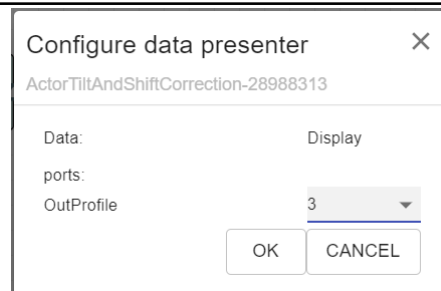 Configure data presenter
ActorTiltAndShiftCorrection-28988313
Data: Display
ports:
OutProfile 3
OK CANCEL